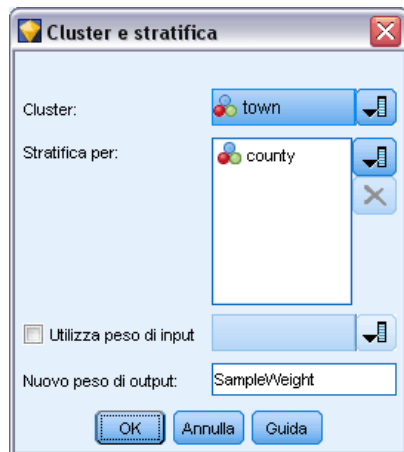 Cluster e stratifica
Cluster: town
Stratifica per: county
Utilizza peso di input
Nuovo peso di output: SampleWeight
OK Annulla Guida